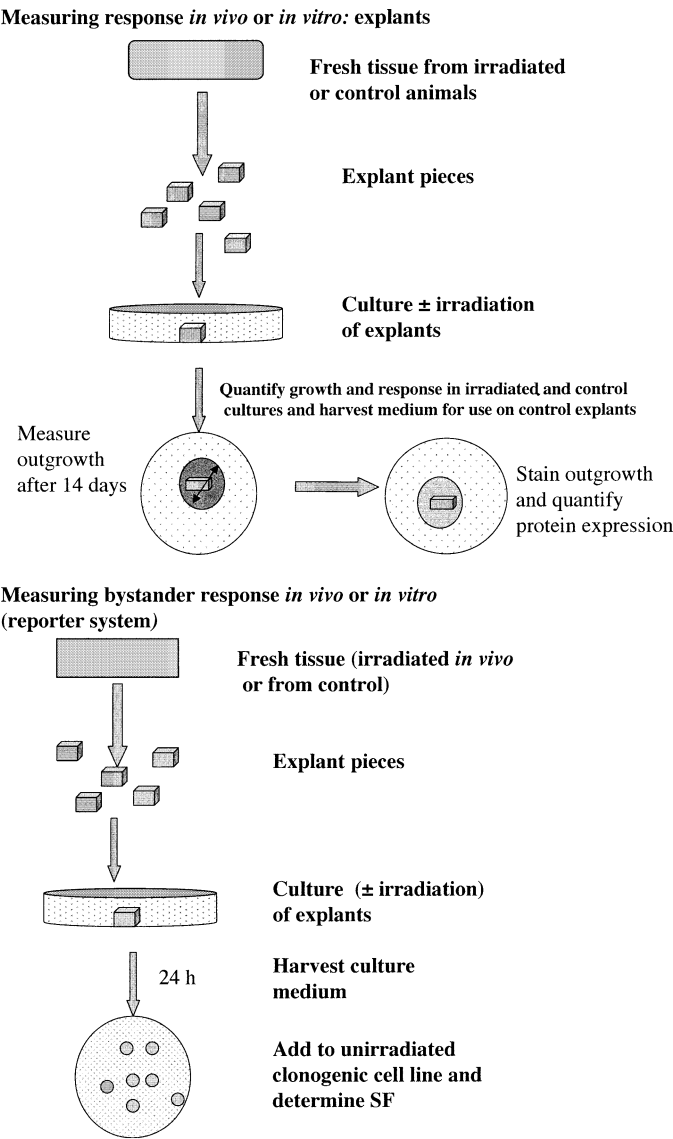 Measuring response in vivo or in vitro: explants
Fresh tissue from irradiated
or control animals
Explant pieces
Culture ± irradiation
of explants
Quantify growth and response in irradiated and control
cultures and harvest medium for use on control explants
Measure
outgrowth
after 14 days
Stain outgrowth
and quantify
protein expression
Measuring bystander response in vivo or in vitro
(reporter system)
Fresh tissue (irradiated in vivo
or from control)
Explant pieces
Culture (± irradiation)
of explants
24 h
Harvest culture
medium
Add to unirradiated
clonogenic cell line and
determine SF